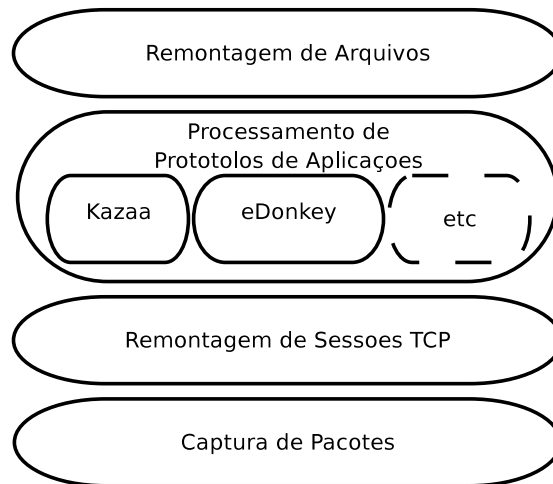 Remontagem de Arquivos
Processamento de
Prototolos de Aplicaçoes
Kazaa
eDonkey
etc
Remontagem de Sessoes TCP
Captura de Pacotes